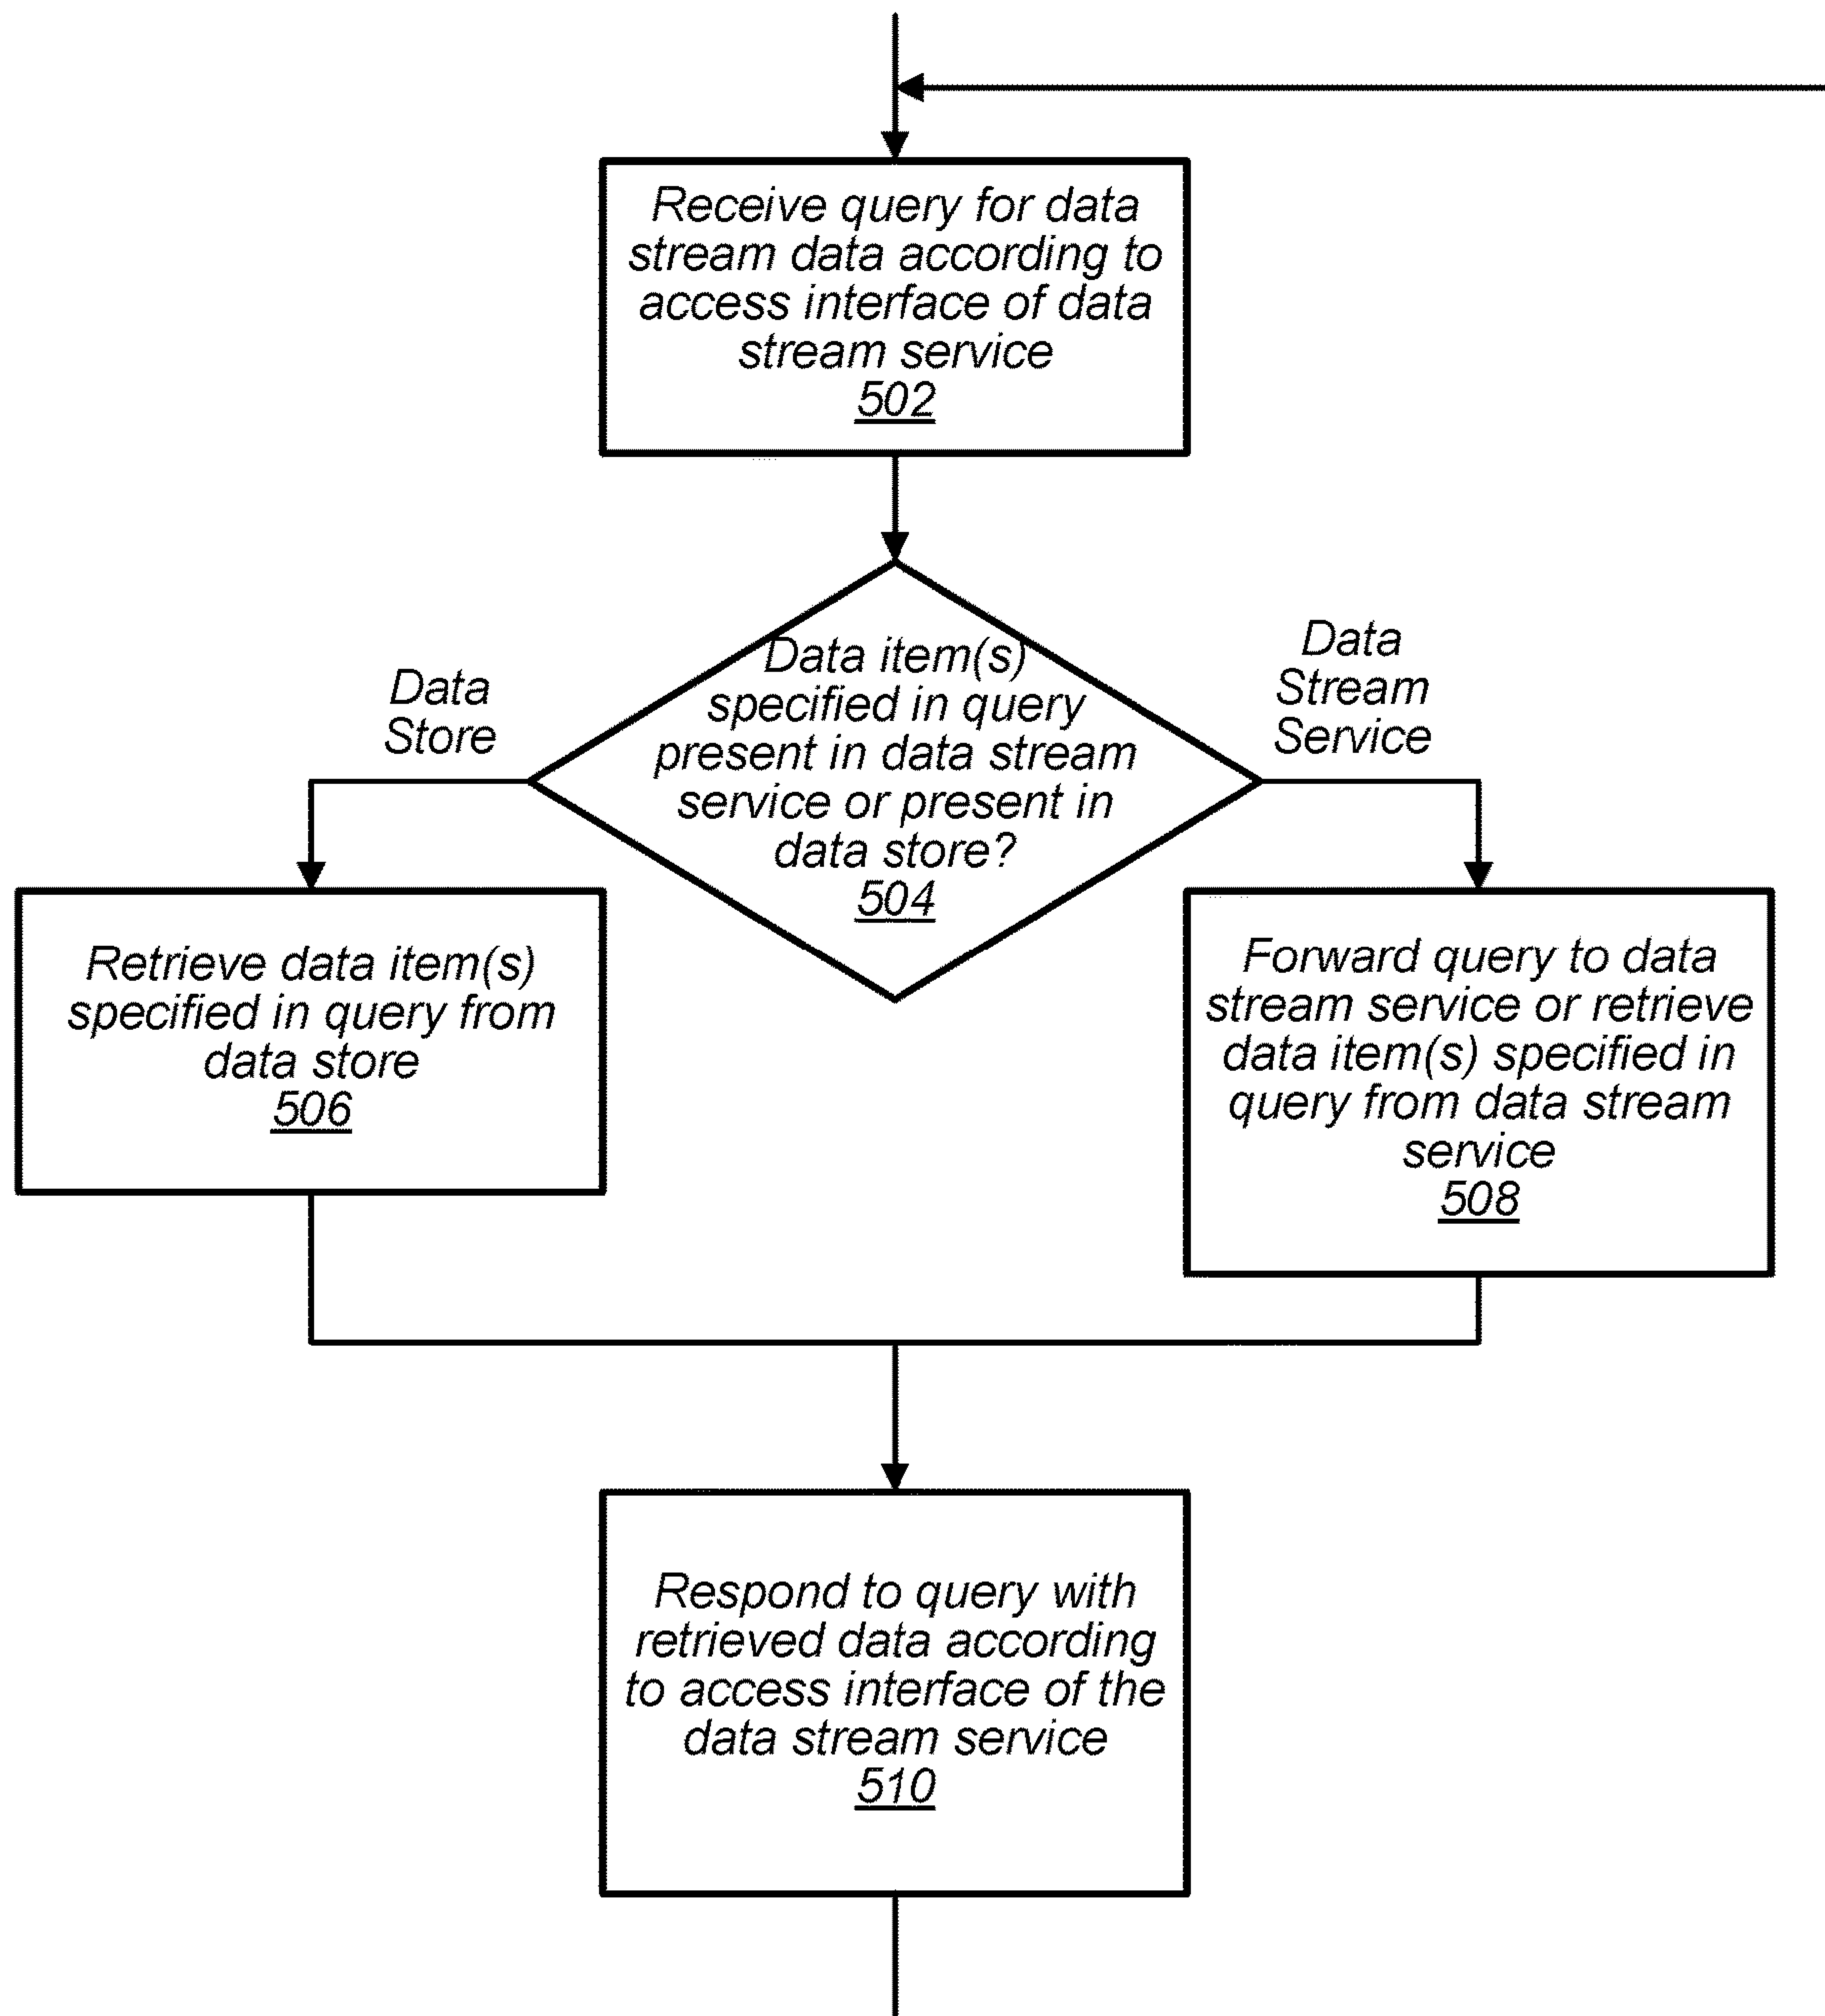 Receive query for data
stream data according to
access interface of data
stream service
502
Data
Store
Data item(s)
specified in query
present in data stream
service or present in
data store?
504
Data
Stream
Service
Retrieve data item(s)
specified in query from
data store
506
Forward query to data
stream service or retrieve
data item(s) specified in
query from data stream
service
508
Respond to query with
retrieved data according
to access interface of the
data stream service
510